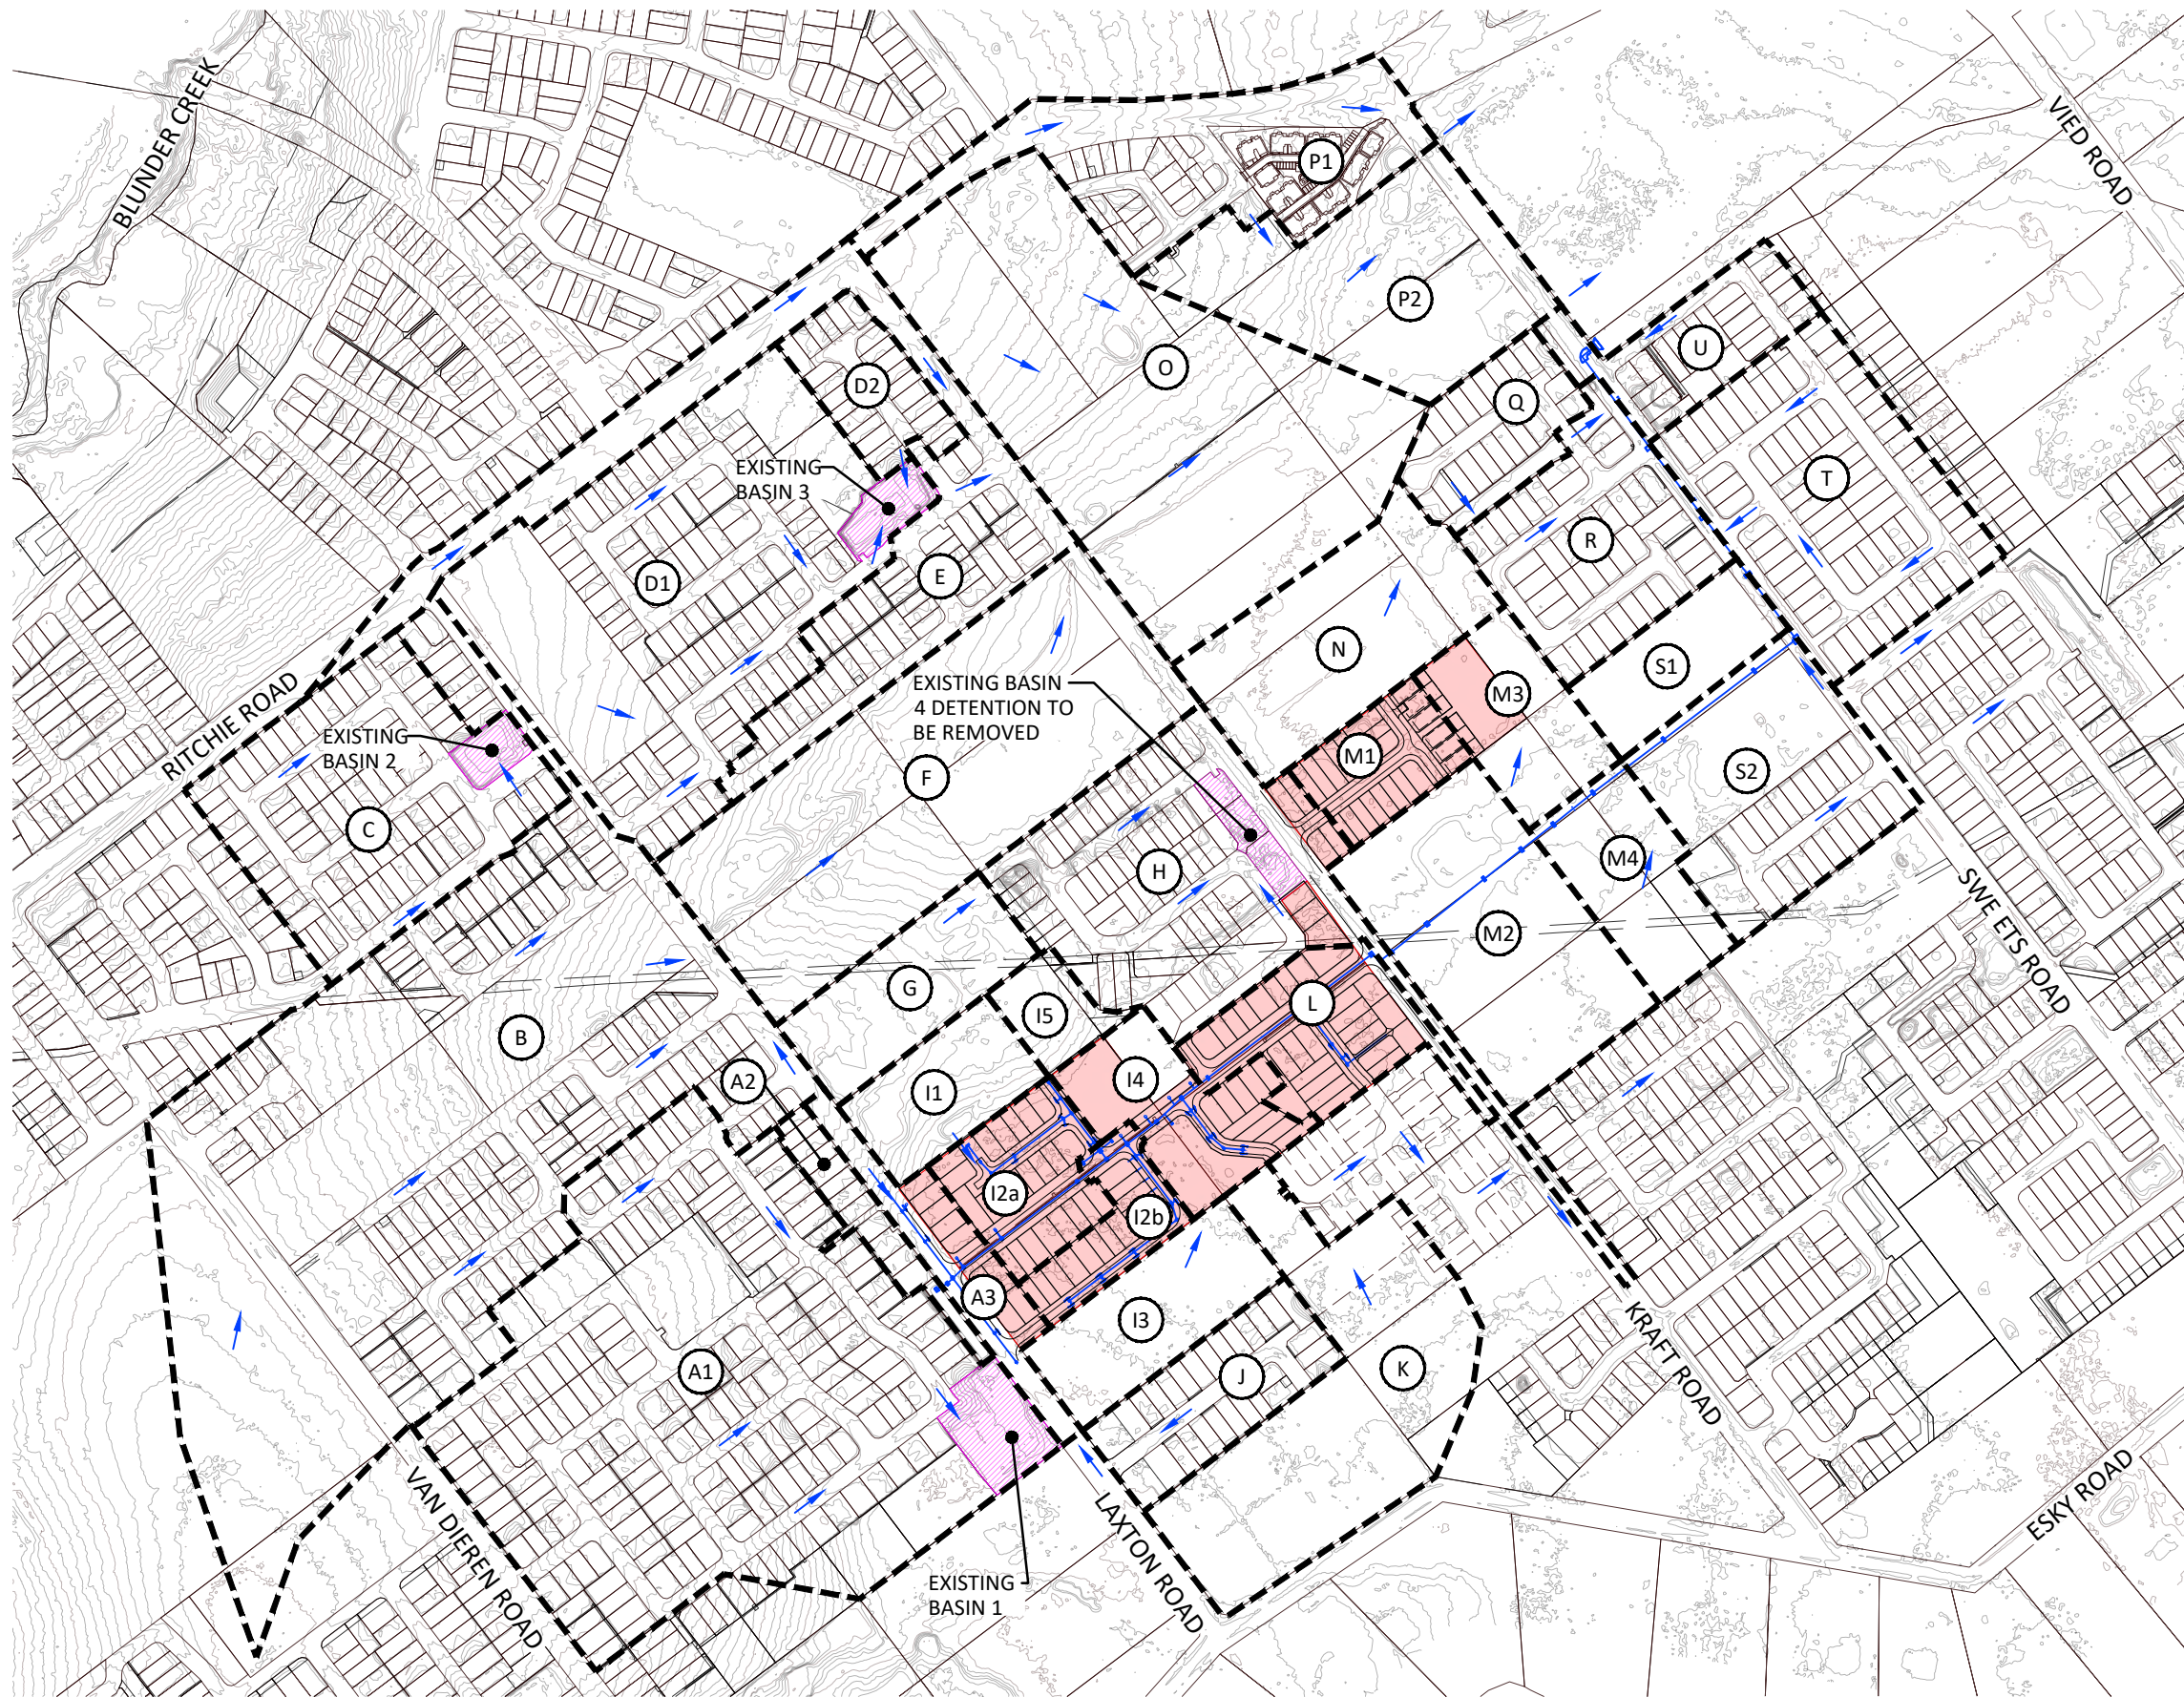 BLUNDER CREEK
VIED ROAD
P1
P2
U
O
D2
Q
EXISTING
BASIN 3
T
R
E
D1
N
S1
M3
RITCHIE ROAD
EXISTING BASIN
4 DETENTION TO
BE REMOVED
EXISTING
BASIN 2
M1
F
S2
C
H
M4
SWEETS ROAD
M2
G
L
I5
B
A2
I4
I1
I2a
I2b
A3
I3
KRAFT ROAD
A1
J
K
VAN DIEREN ROAD
LAXTON ROAD
ESKY ROAD
EXISTING
BASIN 1